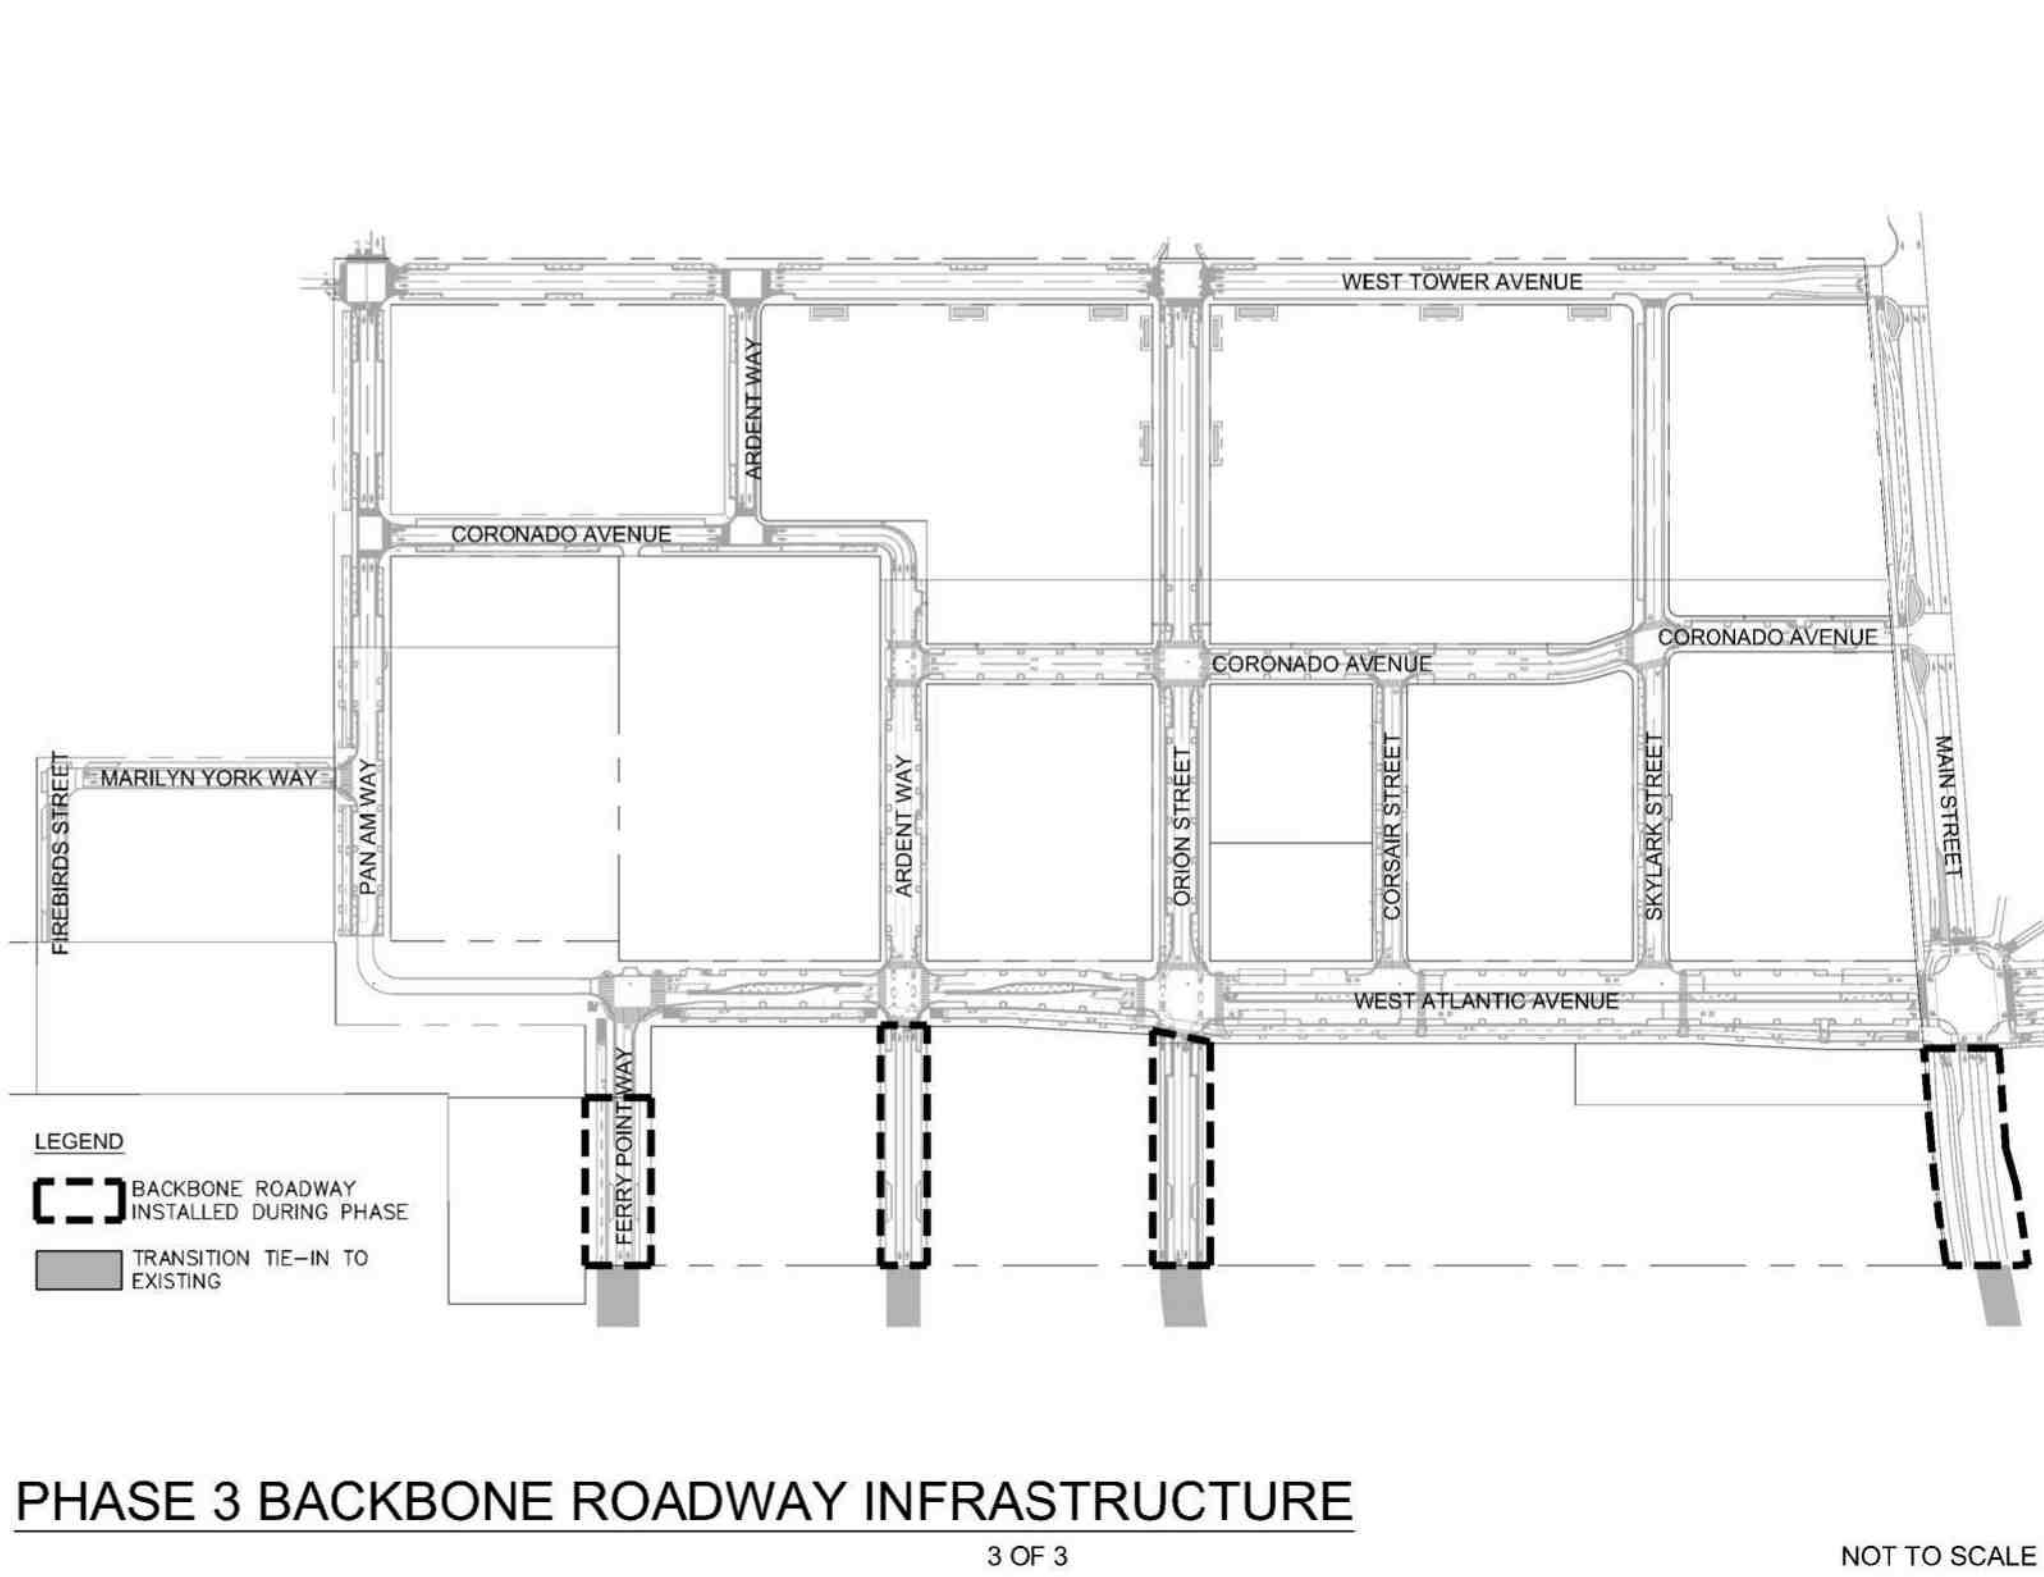 WEST TOWER AVENUE
ARDENT WAY
CORONADO AVENUE
CORONADO AVENUE
CORONADO AVENUE
MARILYN YORK WAY
FIREBIRDS STREET
PAN AM WAY
ARDENT WAY
ORION STREET
CORSAIR STREET
SKYLARK STREET
MAIN STREET
WEST ATLANTIC AVENUE
FERRY POINT WAY
LEGEND
BACKBONE ROADWAY
INSTALLED DURING PHASE
TRANSITION TIE-IN TO
EXISTING
PHASE 3 BACKBONE ROADWAY INFRASTRUCTURE
3 OF 3
NOT TO SCALE